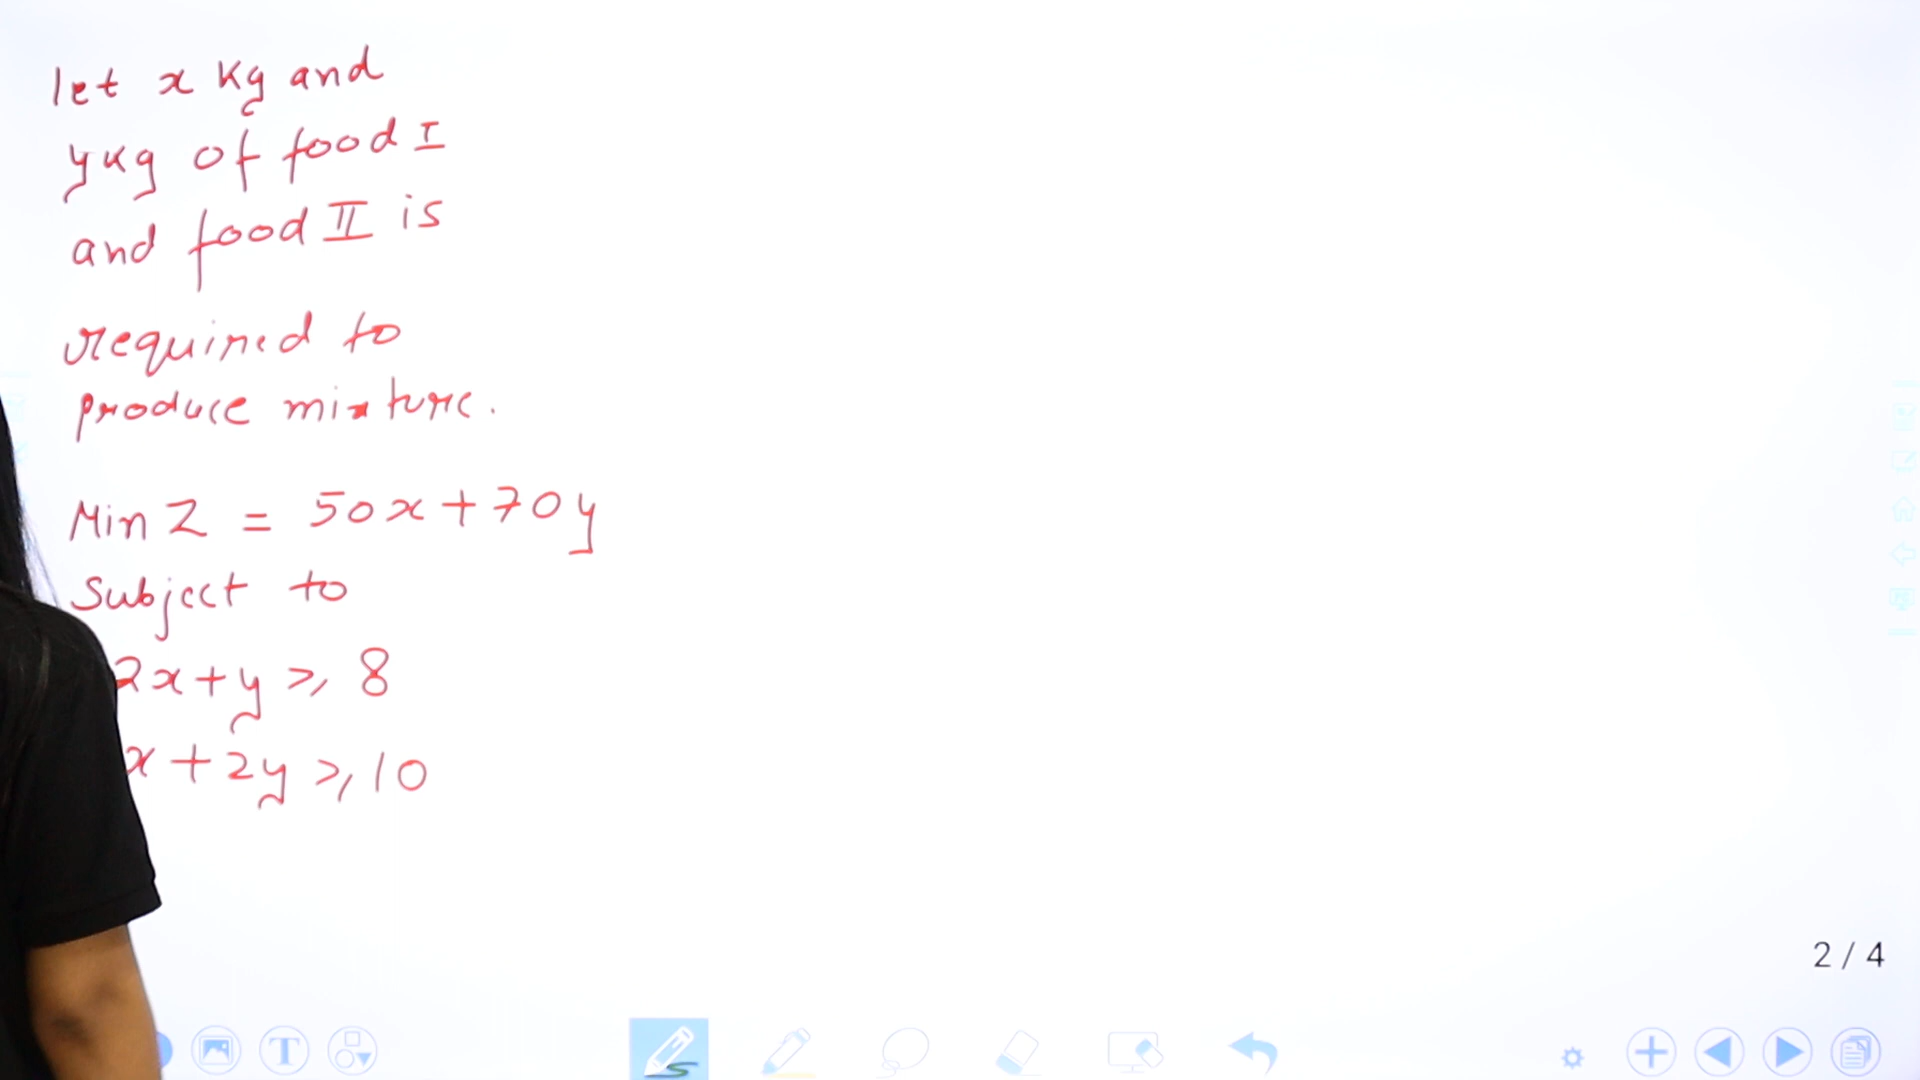 let x Kg and
y kg of food I
and food II is
required to
produce mixture.
Min Z = 50x + 70y
Subject to
2x + y ≥ 8
x + 2y ≥ 10
2 / 4
T